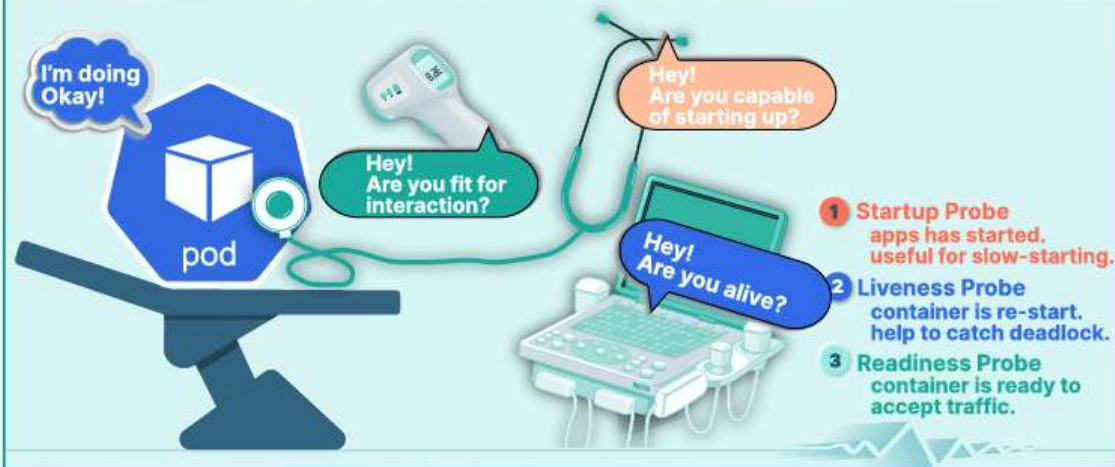 I'm doing
Okay!
pod
Hey!
Are you fit for
interaction?
Hey!
Are you capable
of starting up?
Hey!
Are you alive?
1 Startup Probe
apps has started.
useful for slow-starting.
2 Liveness Probe
container is re-start.
help to catch deadlock.
3 Readiness Probe
container is ready to
accept traffic.